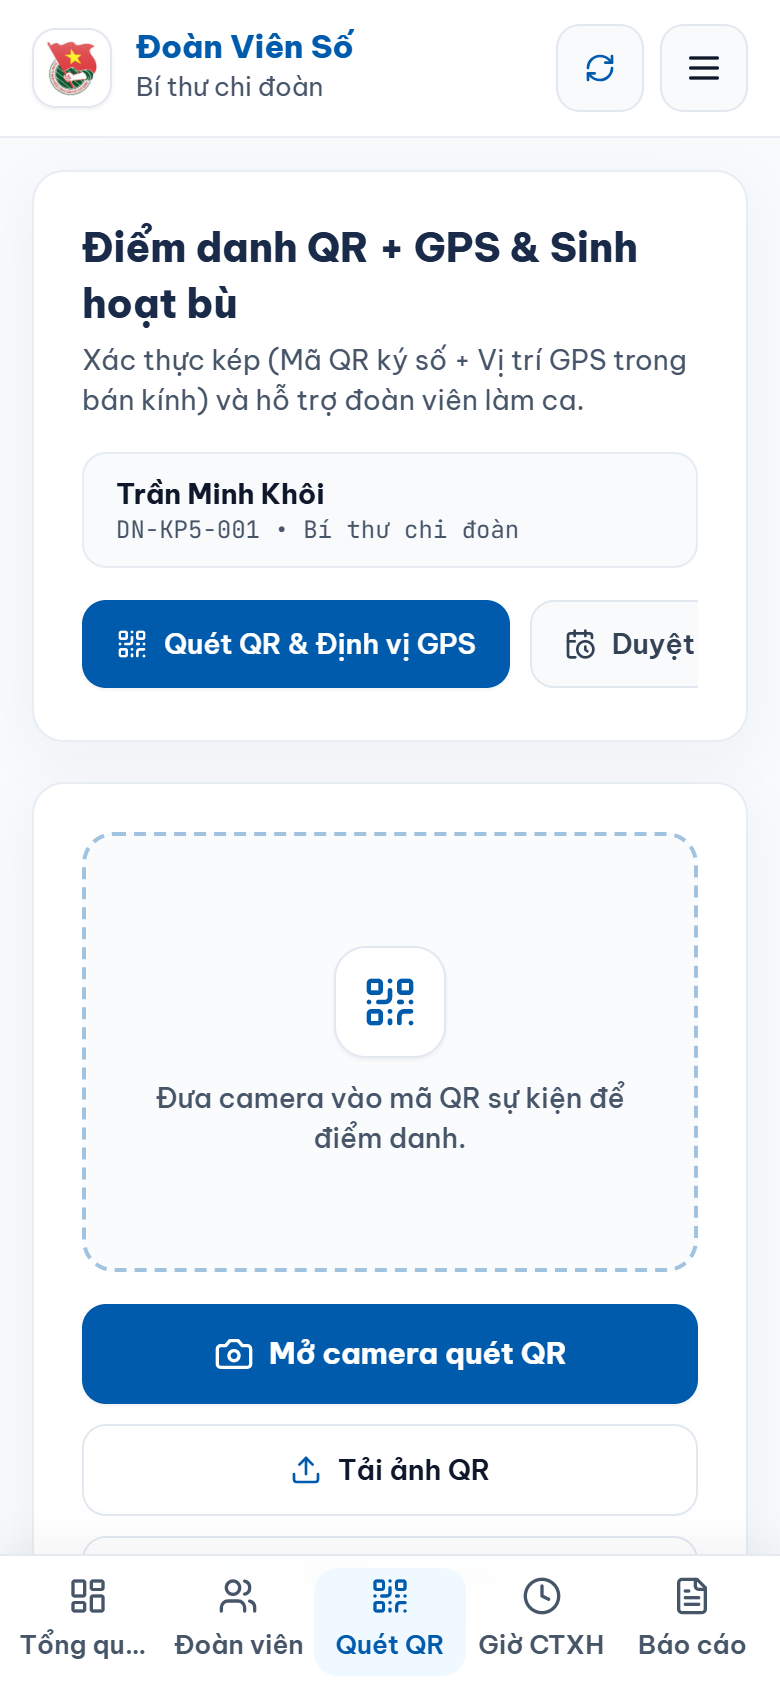 Đoàn Viên Số
Bí thư chi đoàn
Điểm danh QR + GPS & Sinh
hoạt bù
Xác thực kép (Mã QR ký số + Vị trí GPS trong
bán kính) và hỗ trợ đoàn viên làm ca.
Trần Minh Khôi
DN-KP5-001 • Bí thư chi đoàn
Quét QR & Định vị GPS
Duyệt
Đưa camera vào mã QR sự kiện để
điểm danh.
Mở camera quét QR
Tải ảnh QR
Tổng qu...
Đoàn viên
Quét QR
Giờ CTXH
Báo cáo